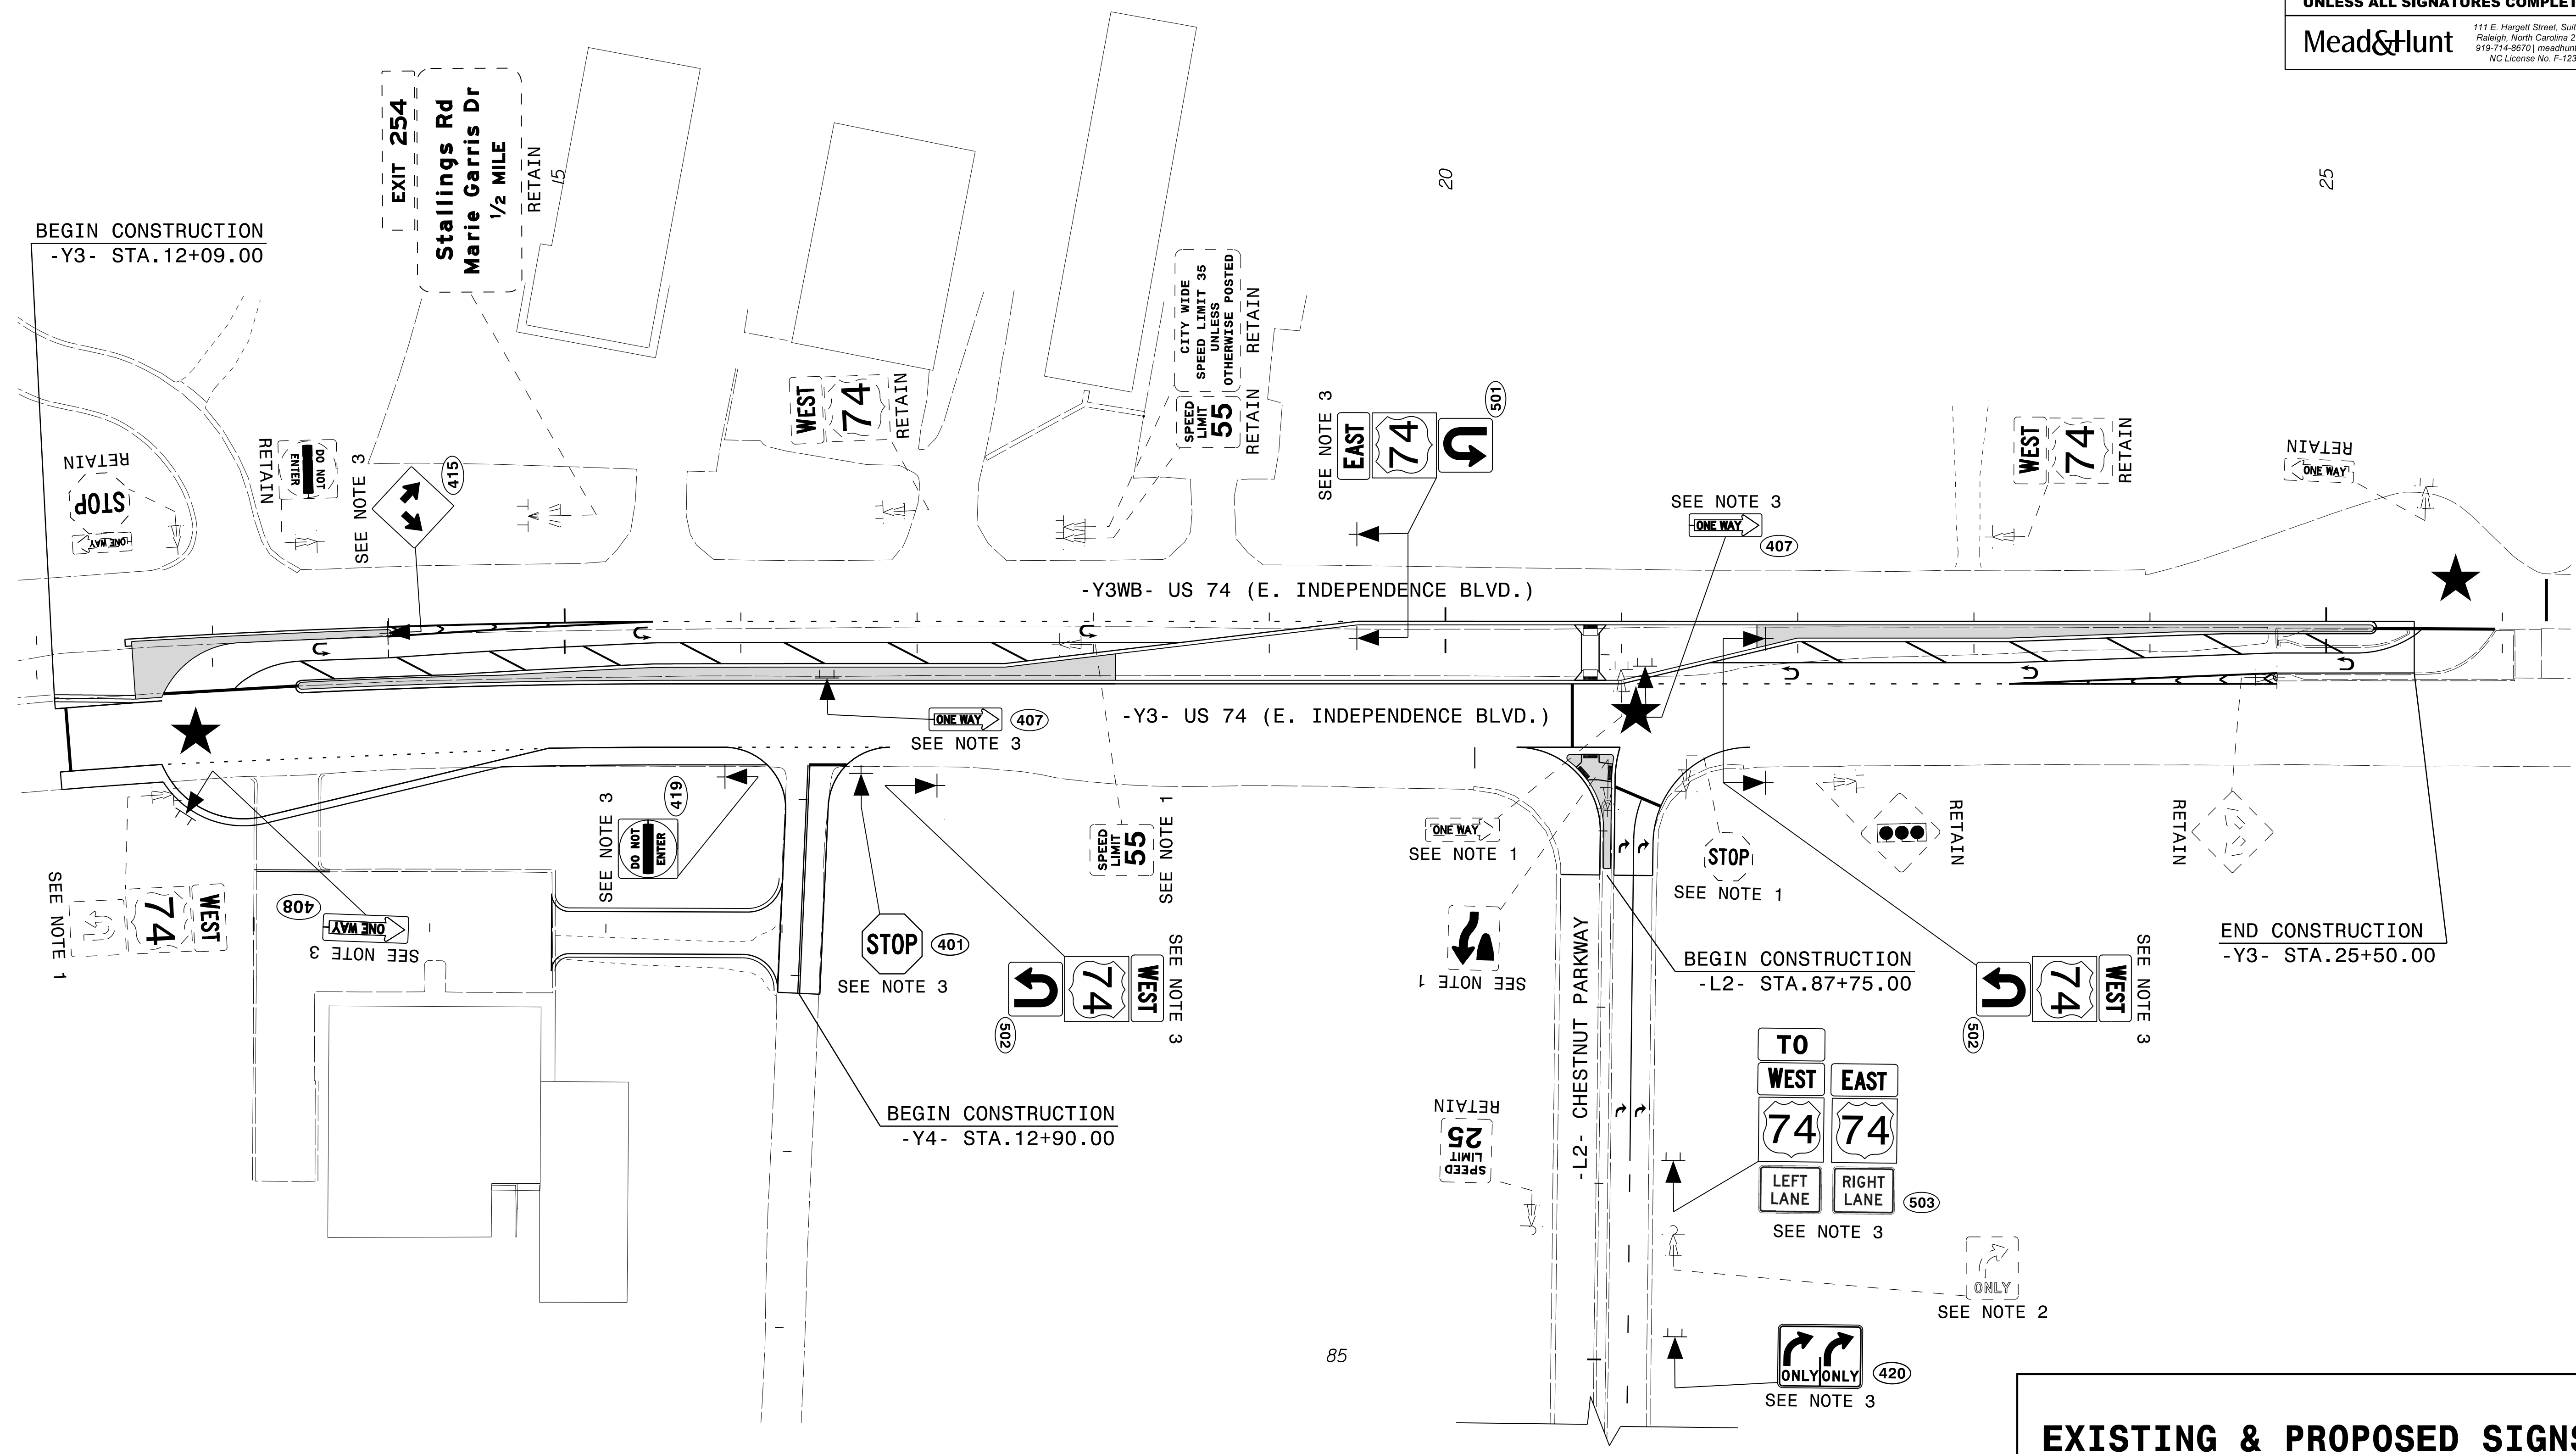 UNLESS ALL SIGNATURES COMPLET
Mead&Hunt
111 E. Hargett Street, Suit
Raleigh, North Carolina 2
919-714-8670 | meadhunt
NC License No. F-123
EXIT 254
Stallings Rd
Marie Garris Dr
1/2 MILE
RETAIN
15
20
25
BEGIN CONSTRUCTION
-Y3- STA.12+09.00
CITY WIDE
SPEED LIMIT 35
UNLESS
OTHERWISE POSTED
RETAIN
SPEED
LIMIT
55
RETAIN
WEST
74
RETAIN
SEE NOTE 3
EAST
74
501
WEST
74
RETAIN
RETAIN
ONE WAY
RETAIN
STOP
ONE WAY
RETAIN
DO NOT
ENTER
SEE NOTE 3
415
SEE NOTE 3
ONE WAY
407
-Y3WB- US 74 (E. INDEPENDENCE BLVD.)
-Y3- US 74 (E. INDEPENDENCE BLVD.)
ONE WAY
407
SEE NOTE 3
SEE NOTE 3
419
DO NOT
ENTER
SPEED
LIMIT
55
SEE NOTE 1
ONE WAY
SEE NOTE 1
STOP
SEE NOTE 1
RETAIN
RETAIN
SEE NOTE 1
74
WEST
408
ONE WAY
SEE NOTE 3
STOP
401
SEE NOTE 3
502
74
WEST
SEE NOTE 3
SEE NOTE 1
-L2- CHESTNUT PARKWAY
BEGIN CONSTRUCTION
-L2- STA.87+75.00
502
74
WEST
SEE NOTE 3
END CONSTRUCTION
-Y3- STA.25+50.00
BEGIN CONSTRUCTION
-Y4- STA.12+90.00
RETAIN
SPEED
LIMIT
25
TO
WEST EAST
74 74
LEFT
LANE
RIGHT
LANE
503
SEE NOTE 3
ONLY
SEE NOTE 2
85
ONLY ONLY
420
SEE NOTE 3
EXISTING & PROPOSED SIGNS